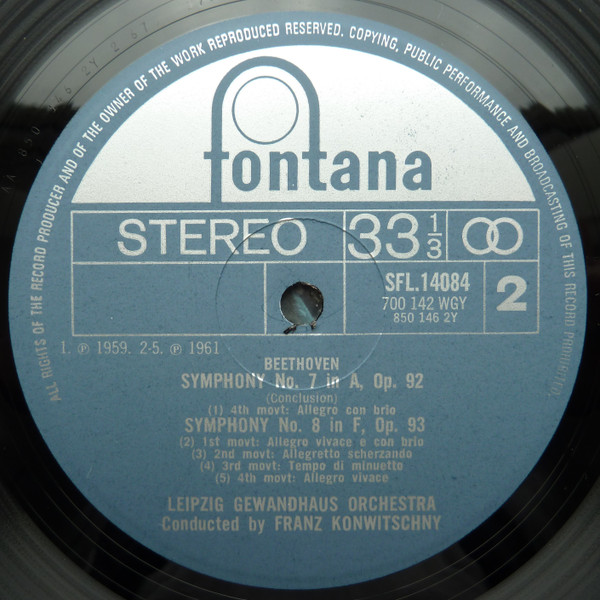 ALL RIGHTS OF THE RECORD PRODUCER AND OF THE OWNER OF THE WORK REPRODUCED RESERVED. COPYING, PUBLIC PERFORMANCE AND BROADCASTING OF THIS RECORD PROHIBITED.
fontana
STEREO 33 1/3
SFL.14084
700 142 WGY
850 146 2Y
2
1. ℗ 1959. 2-5. ℗ 1961
BEETHOVEN
SYMPHONY No. 7 in A, Op. 92
(Conclusion)
(1) 4th movt: Allegro con brio
SYMPHONY No. 8 in F, Op. 93
(2) 1st movt: Allegro vivace e con brio
(3) 2nd movt: Allegretto scherzando
(4) 3rd movt: Tempo di minuetto
(5) 4th movt: Allegro vivace
LEIPZIG GEWANDHAUS ORCHESTRA
Conducted by FRANZ KONWITSCHNY